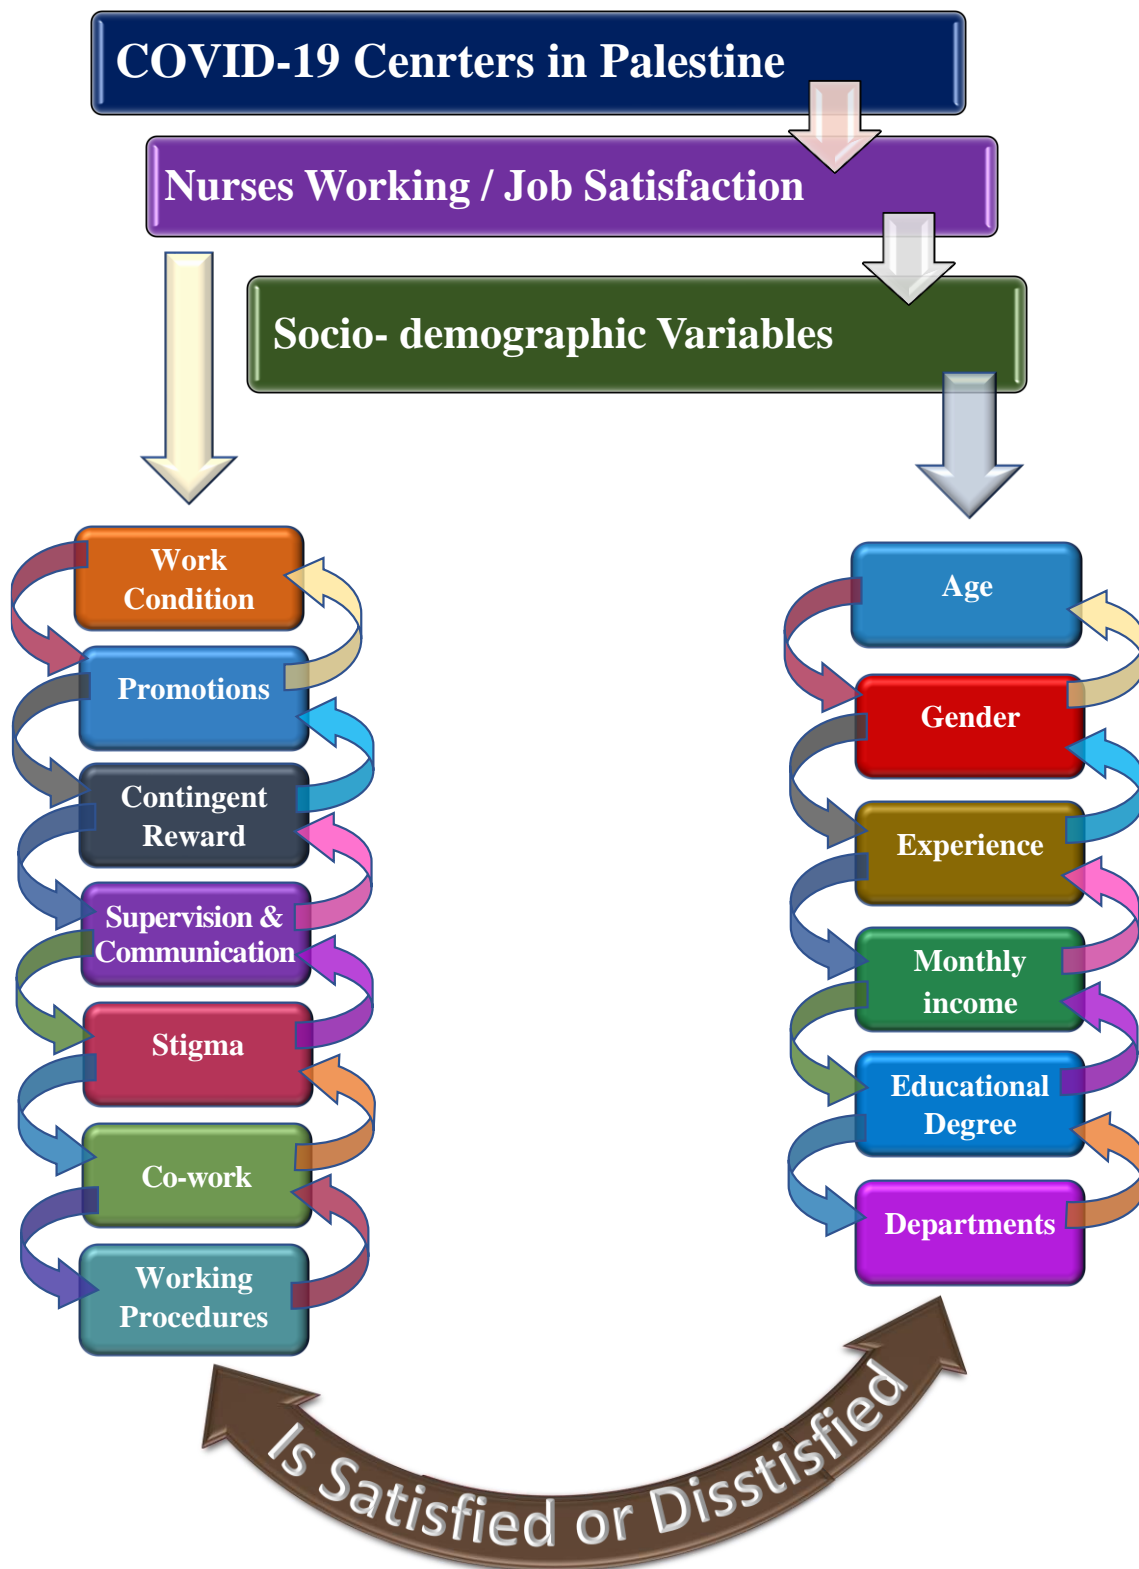 COVID-19 Cenrters in Palestine
Nurses Working / Job Satisfaction
Socio- demographic Variables
Work
Condition
Promotions
Contingent
Reward
Supervision &
Communication
Stigma
Co-work
Working
Procedures
Age
Gender
Experience
Monthly
income
Educational
Degree
Departments
Is Satisfied or Disstisfied